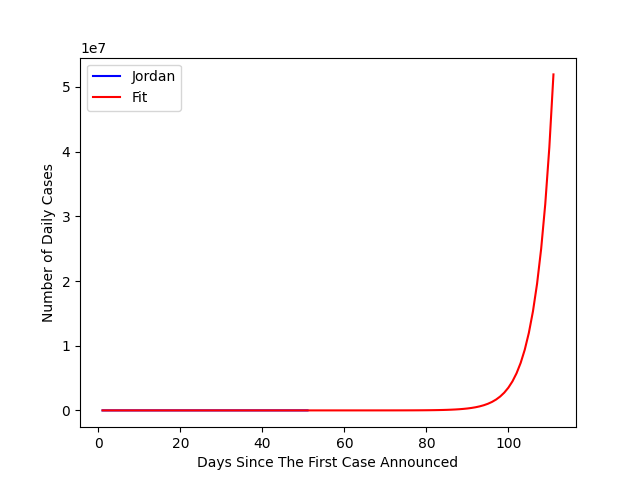 1e7
Jordan
Fit
5
4
3
2
1
0
Number of Daily Cases
0 20 40 60 80 100
Days Since The First Case Announced